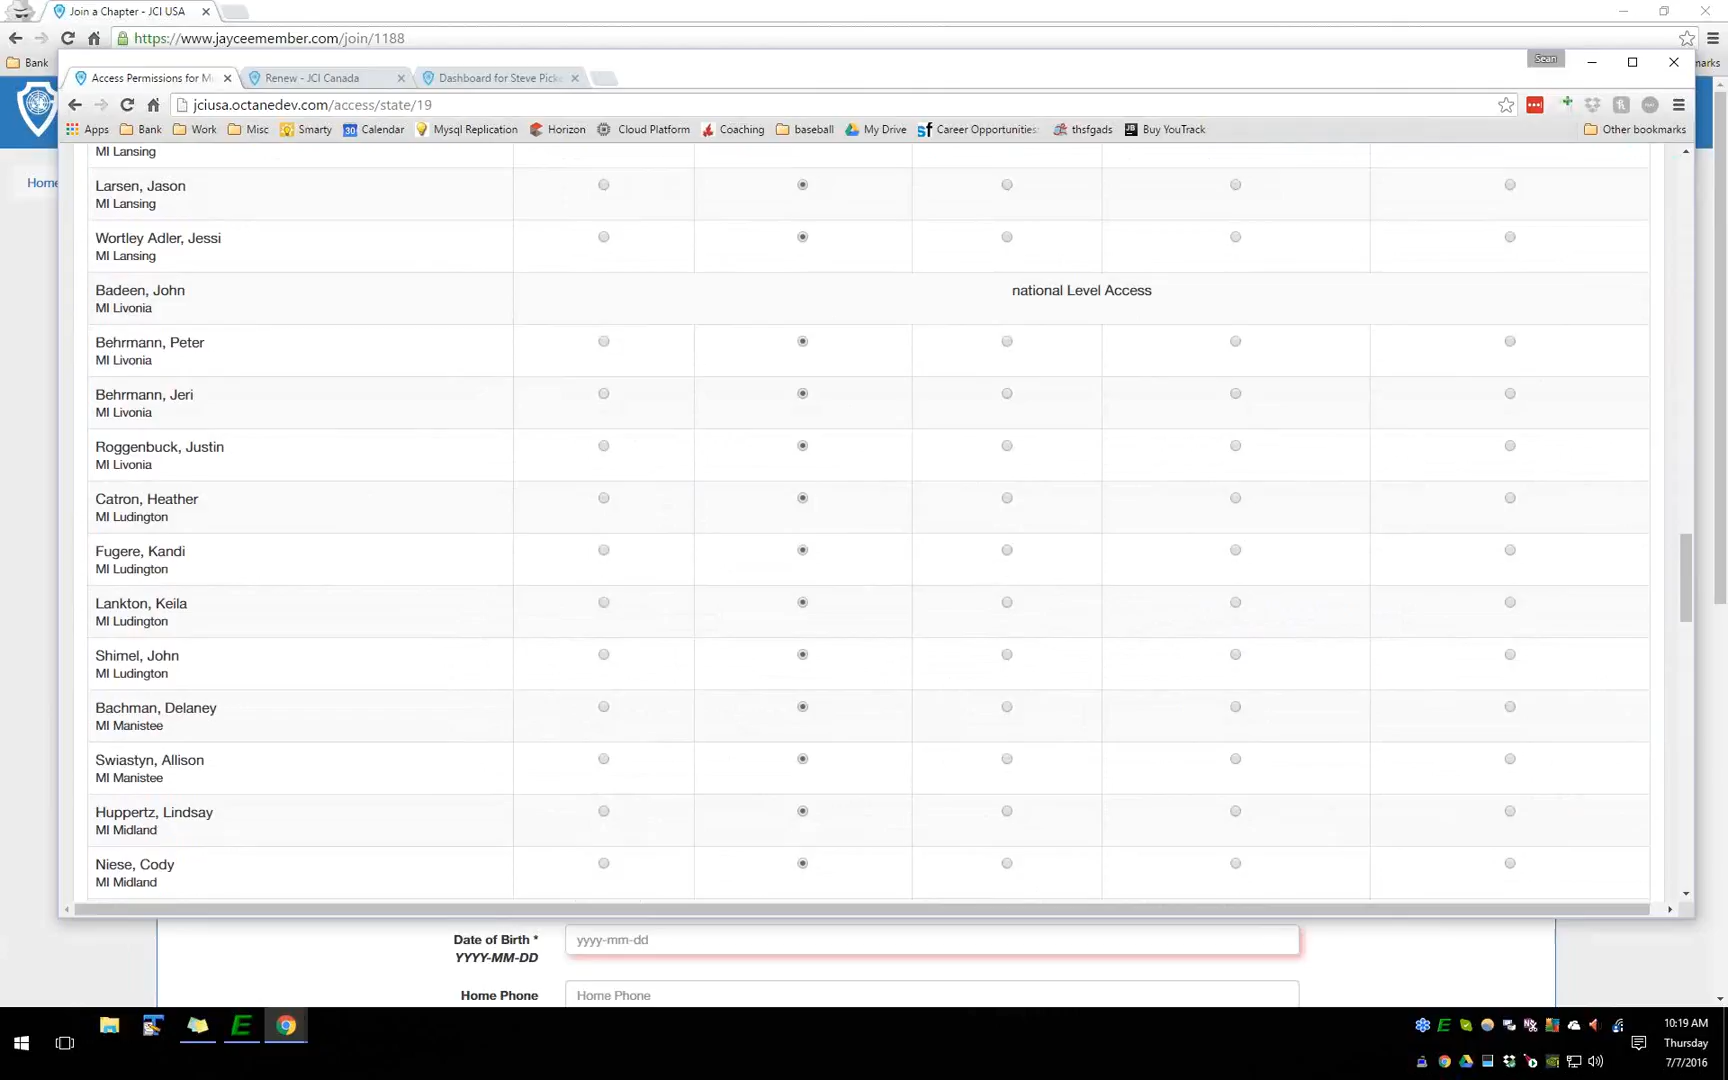 Join a Chapter - JCI USA
https://www.jayceemember.com/join/1188
Bank
Sean
Access Permissions for Mi
Renew - JCI Canada
Dashboard for Steve Picke
jciusa.octanedev.com/access/state/19
Apps
Bank
Work
Misc
Smarty
Calendar
Mysql Replication
Horizon
Cloud Platform
Coaching
baseball
My Drive
Career Opportunities:
thsfgads
Buy YouTrack
Other bookmarks
Home
MI Lansing
Larsen, Jason
MI Lansing
Wortley Adler, Jessi
MI Lansing
Badeen, John
MI Livonia
national Level Access
Behrmann, Peter
MI Livonia
Behrmann, Jeri
MI Livonia
Roggenbuck, Justin
MI Livonia
Catron, Heather
MI Ludington
Fugere, Kandi
MI Ludington
Lankton, Keila
MI Ludington
Shimel, John
MI Ludington
Bachman, Delaney
MI Manistee
Swiastyn, Allison
MI Manistee
Huppertz, Lindsay
MI Midland
Niese, Cody
MI Midland
Date of Birth *
YYYY-MM-DD
yyyy-mm-dd
Home Phone
Home Phone
10:19 AM
Thursday
7/7/2016